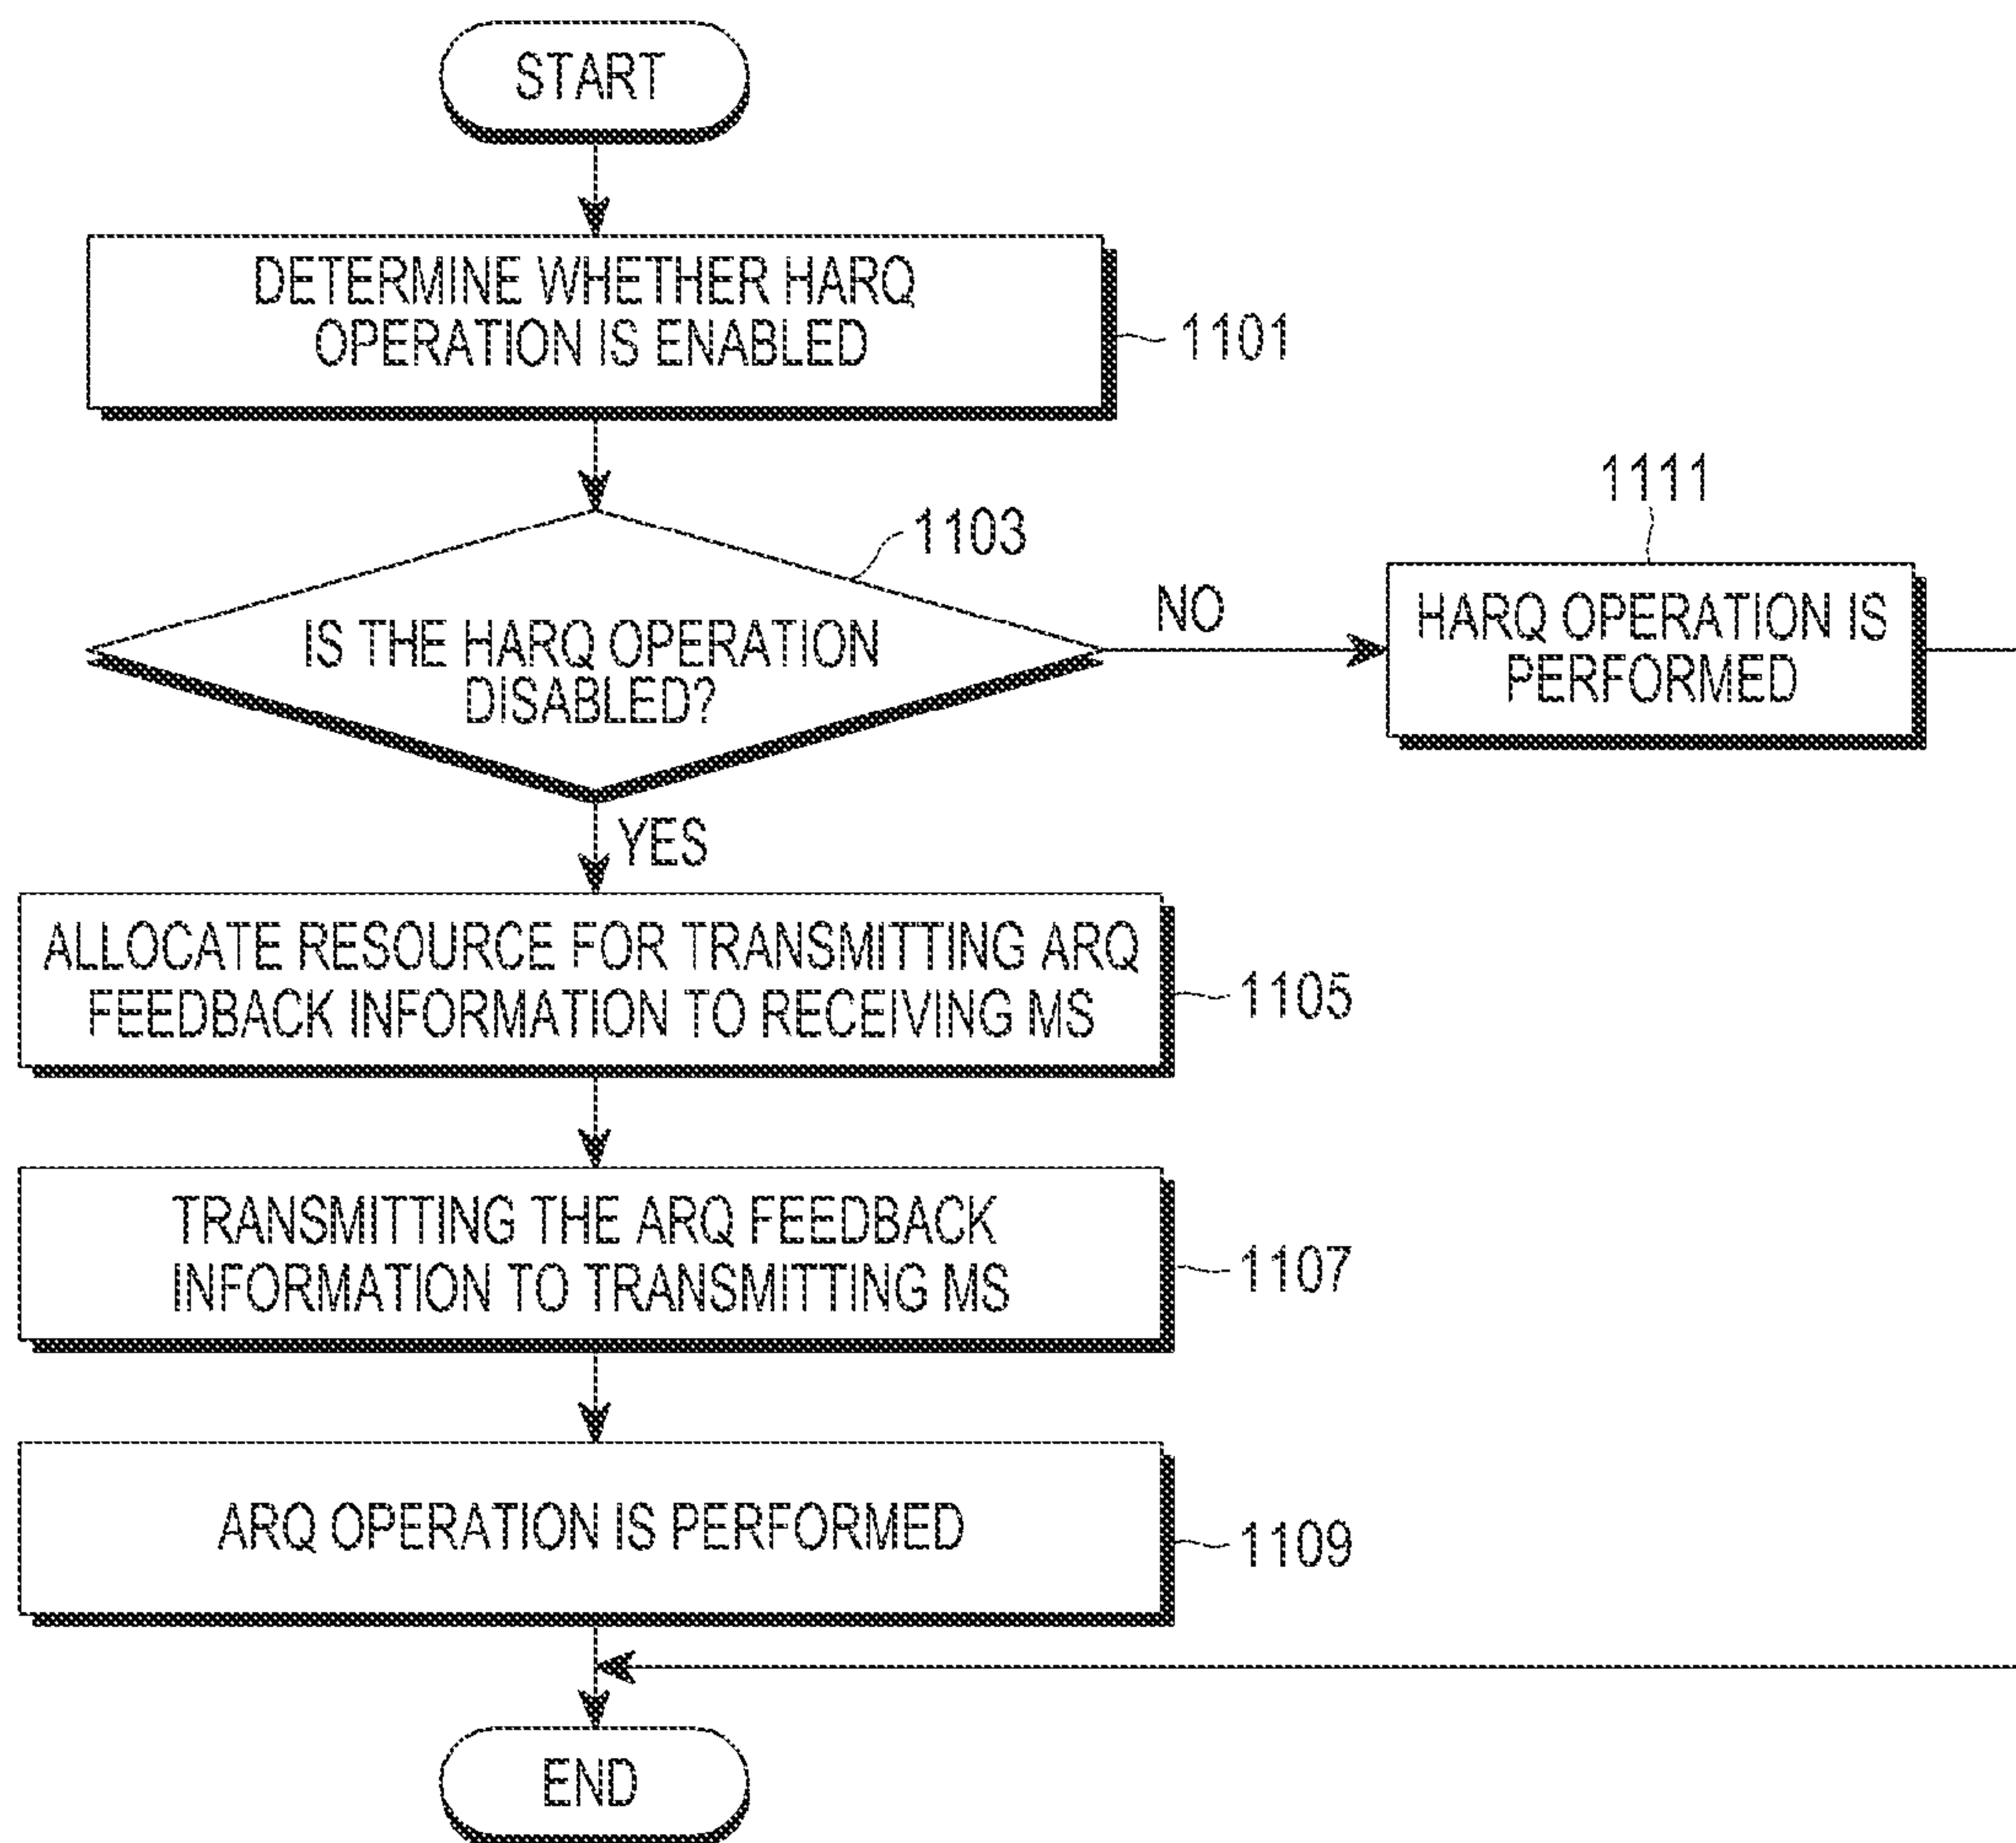 START
DETERMINE WHETHER HARQ
OPERATION IS ENABLED
1101
1103
IS THE HARQ OPERATION
DISABLED?
NO
1111
HARQ OPERATION IS
PERFORMED
YES
ALLOCATE RESOURCE FOR TRANSMITTING ARQ
FEEDBACK INFORMATION TO RECEIVING MS
1105
TRANSMITTING THE ARQ FEEDBACK
INFORMATION TO TRANSMITTING MS
1107
ARQ OPERATION IS PERFORMED
1109
END